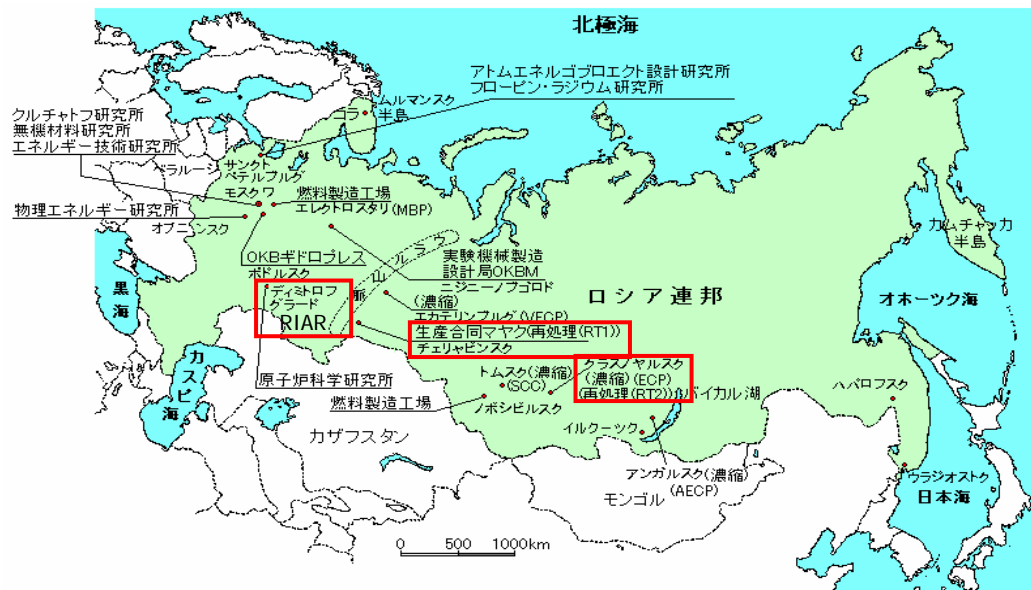 北極海
アトムエネルゴプロエクト設計研究所
フローピン・ラジウム研究所
クルチャトフ研究所
無機材料研究所
エネルギー技術研究所
ムルマンスク
半島
コラ
ベラルーシ
サンクト
ペテルブルグ
モスクワ
燃料製造工場
エレクトロスタリ(MBP)
物理エネルギー研究所
オブニンスク
OKBギドロプレス
ポドルスク
ウラル山脈
実験機械製造
設計局OKBM
ニジニーノブゴロド
カムチャッカ
半島
黒海
ディミトロフ
グラード
RIAR
(濃縮)
エカテリンブルグ(VECP)
ロシア連邦
オホーツク海
生産合同マヤク(再処理(RT1))
チェリャビンスク
カスピ海
原子炉科学研究所
トムスク(濃縮)
(SCC)
クラスノヤルスク
(濃縮)(ECP)
(再処理(RT2))
バイカル湖
ハバロフスク
燃料製造工場
ノボシビルスク
カザフスタン
イルクーツク
アンガルスク(濃縮)
(AECP)
モンゴル
ウラジオストク
日本海
0 500 1000km